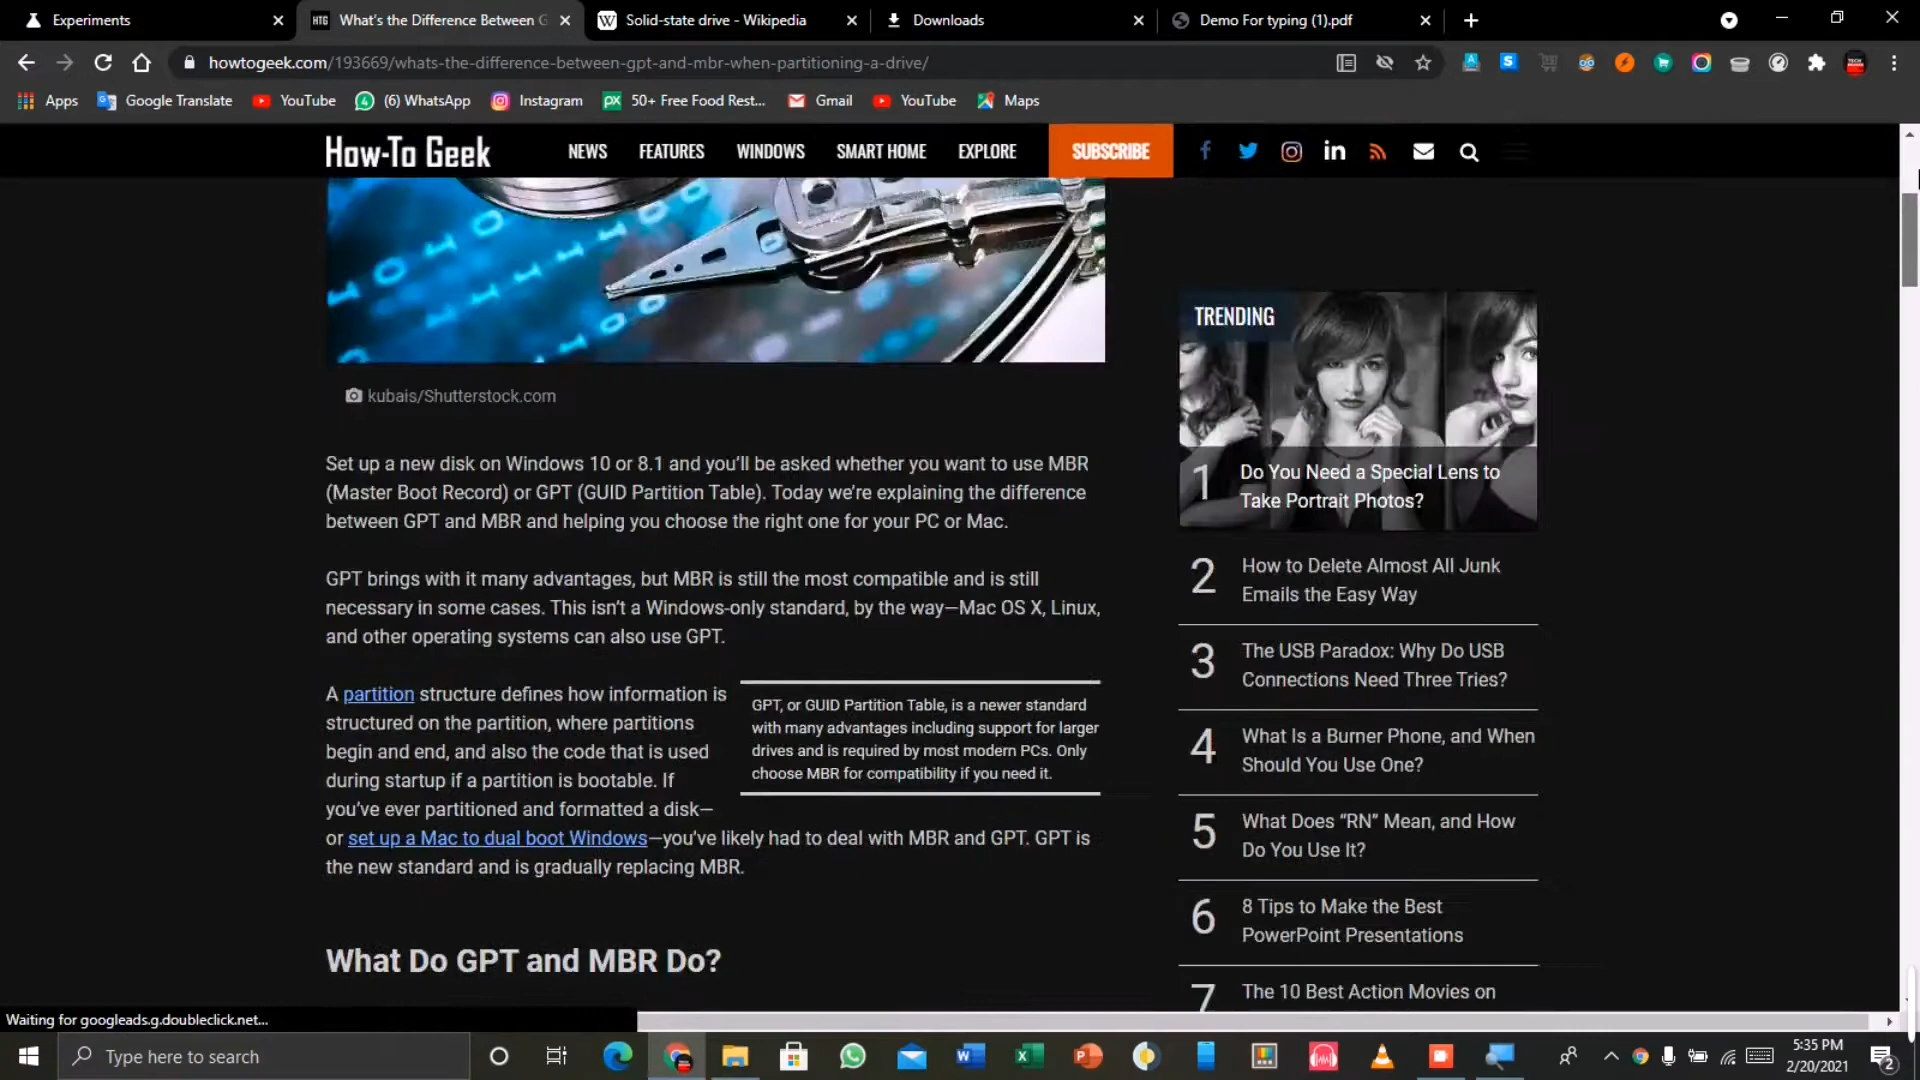 Experiments
HTG What's the Difference Between G
W Solid-state drive - Wikipedia
Downloads
Demo For typing (1).pdf
howtogeek.com/193669/whats-the-difference-between-gpt-and-mbr-when-partitioning-a-drive/
Apps
Google Translate
YouTube
(6) WhatsApp
Instagram
px 50+ Free Food Rest...
Gmail
YouTube
Maps
How-To Geek
NEWS
FEATURES
WINDOWS
SMART HOME
EXPLORE
SUBSCRIBE
kubais/Shutterstock.com
Set up a new disk on Windows 10 or 8.1 and you'll be asked whether you want to use MBR
(Master Boot Record) or GPT (GUID Partition Table). Today we're explaining the difference
between GPT and MBR and helping you choose the right one for your PC or Mac.
GPT brings with it many advantages, but MBR is still the most compatible and is still
necessary in some cases. This isn't a Windows-only standard, by the way—Mac OS X, Linux,
and other operating systems can also use GPT.
A partition structure defines how information is
structured on the partition, where partitions
begin and end, and also the code that is used
during startup if a partition is bootable. If
you've ever partitioned and formatted a disk—
or set up a Mac to dual boot Windows—you've likely had to deal with MBR and GPT. GPT is
the new standard and is gradually replacing MBR.
GPT, or GUID Partition Table, is a newer standard
with many advantages including support for larger
drives and is required by most modern PCs. Only
choose MBR for compatibility if you need it.
What Do GPT and MBR Do?
TRENDING
1 Do You Need a Special Lens to
Take Portrait Photos?
2 How to Delete Almost All Junk
Emails the Easy Way
3 The USB Paradox: Why Do USB
Connections Need Three Tries?
4 What Is a Burner Phone, and When
Should You Use One?
5 What Does “RN” Mean, and How
Do You Use It?
6 8 Tips to Make the Best
PowerPoint Presentations
7 The 10 Best Action Movies on
Waiting for googleads.g.doubleclick.net...
Type here to search
5:35 PM
2/20/2021
2